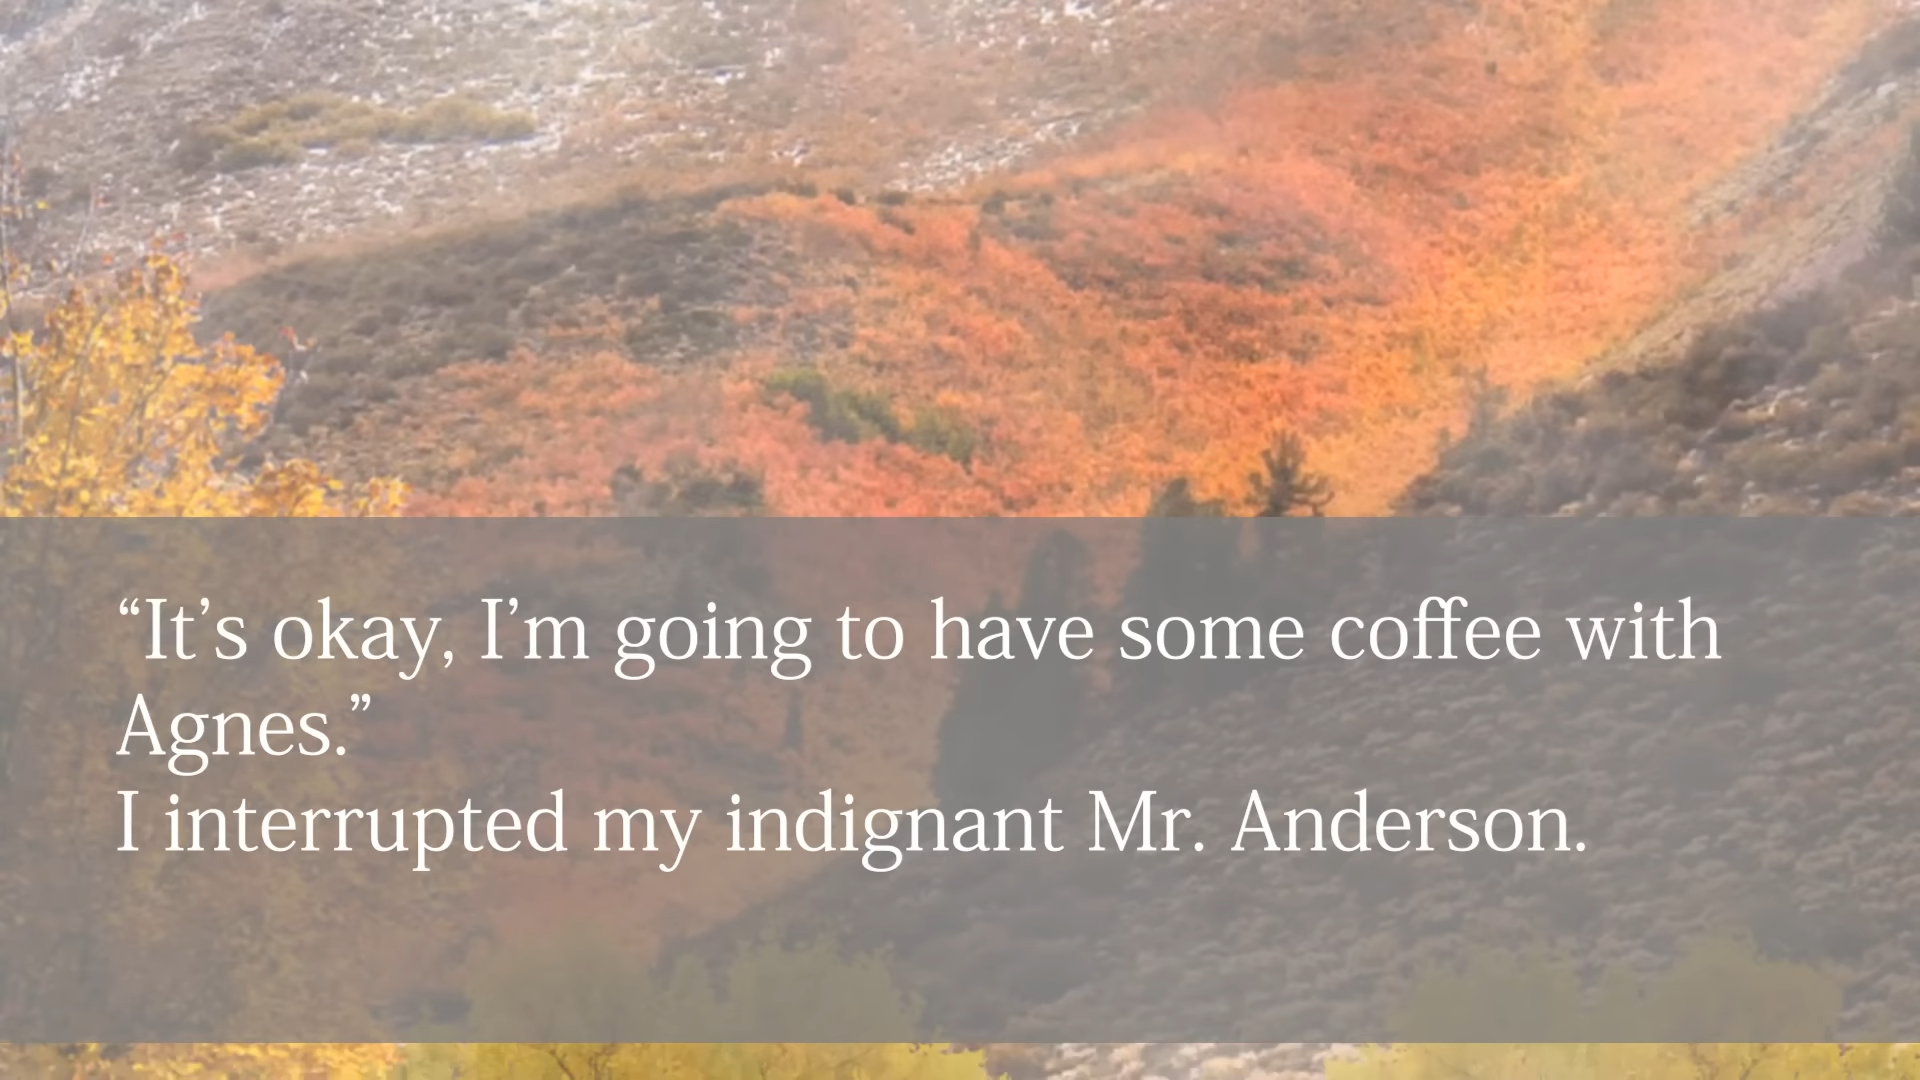 “It’s okay, I’m going to have some coffee with
Agnes.”
I interrupted my indignant Mr. Anderson.